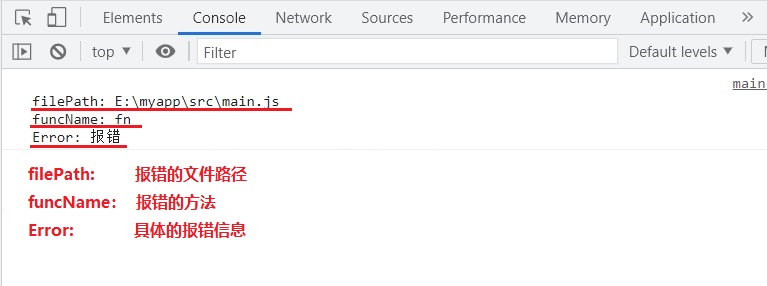 Elements Console Network Sources Performance Memory Application »
top ▼ Filter Default levels ▼
main
filePath: E:\myapp\src\main.js
funcName: fn
Error: 报错
filePath: 报错的文件路径
funcName: 报错的方法
Error: 具体的报错信息